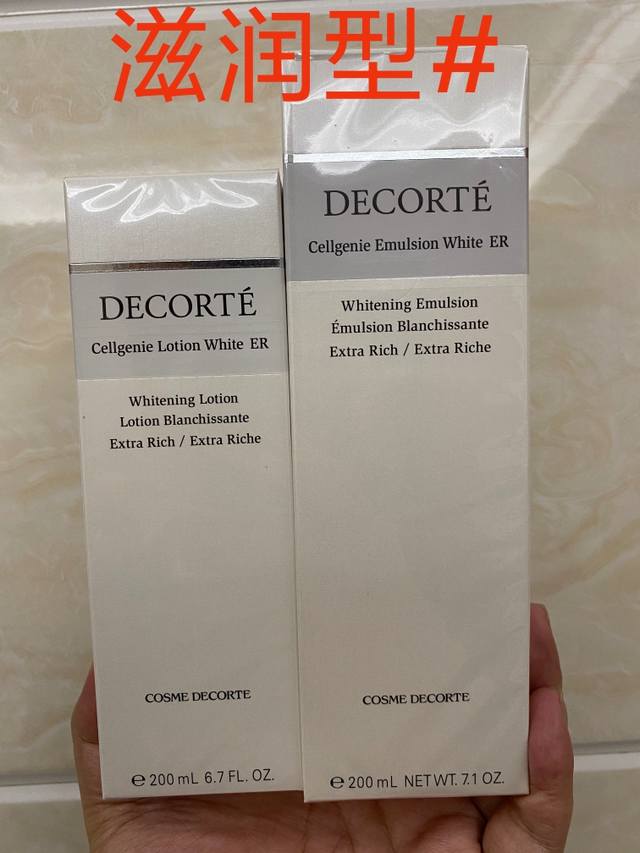 滋润型#
DECORTÉ
Cellgenie Lotion White ER
Whitening Lotion
Lotion Blanchissante
Extra Rich / Extra Riche
COSME DECORTE
℮ 200 mL 6.7 FL. OZ.
DECORTÉ
Cellgenie Emulsion White ER
Whitening Emulsion
Émulsion Blanchissante
Extra Rich / Extra Riche
COSME DECORTE
℮ 200 mL NET WT. 7.1 OZ.